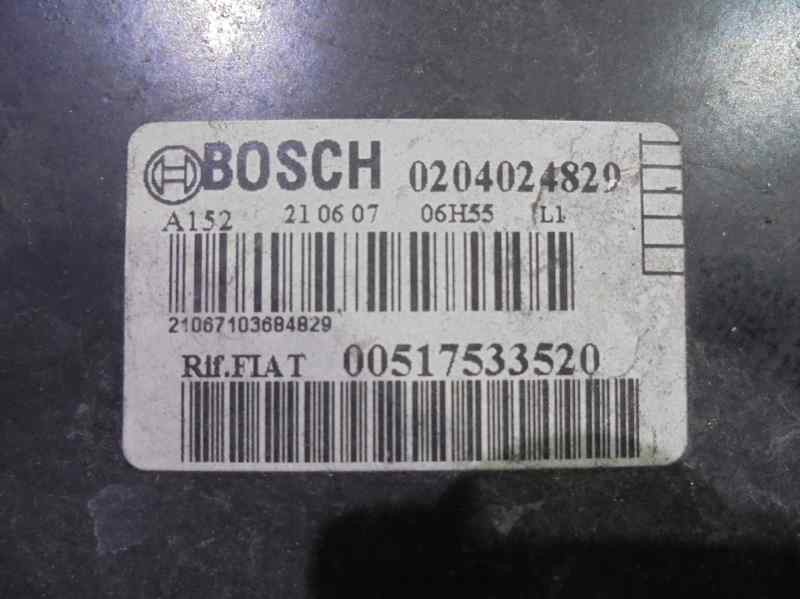 BOSCH 0204024829
A152 21 06 07 06H55 L1
21067103684829
Rif.FIAT 00517533520